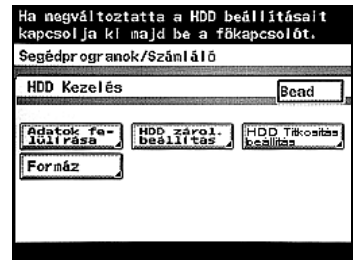 Ha megváltoztatta a HDD beállításait
kapcsolja ki majd be a főkapcsolót.
Segédprogramok/Számláló
HDD Kezelés
Bead
Adatok fe-
lülírása
HDD zárol.
beállítás
HDD Titkosítás
beállítás
Formáz